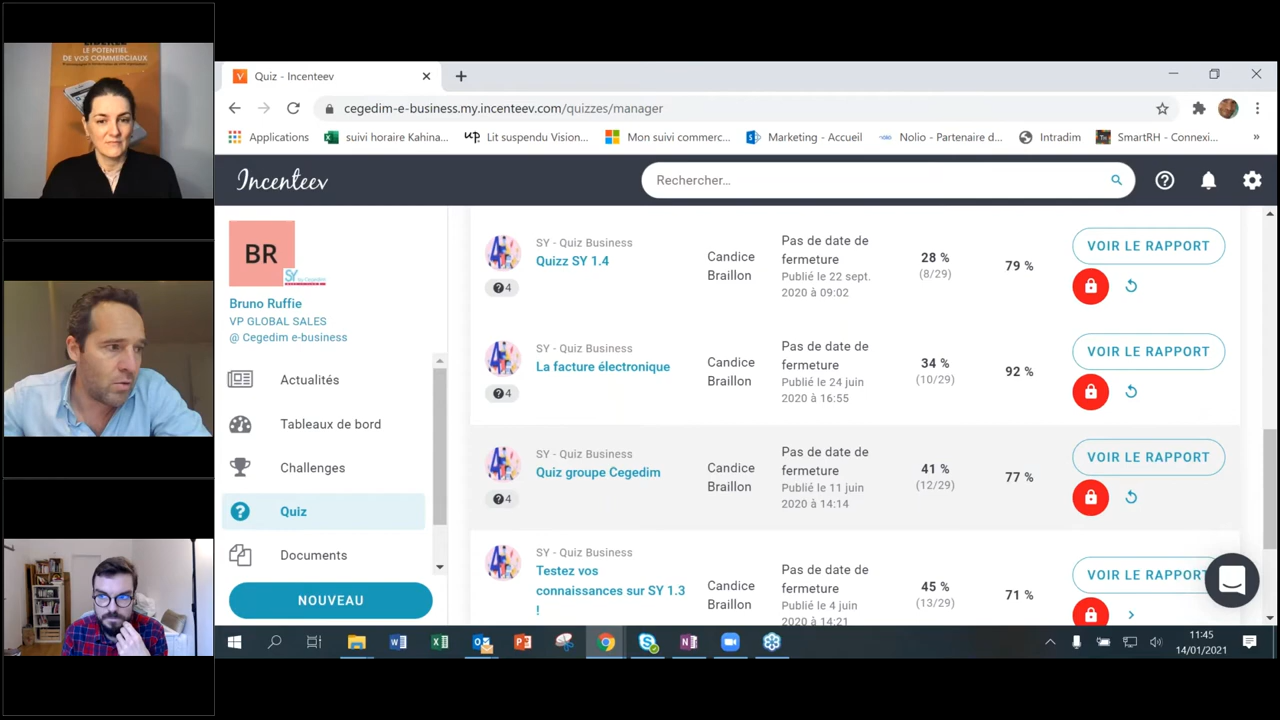 LE POTENTIEL
DE VOS COMMERCIAUX
Quiz - Incenteev
cegedim-e-business.my.incenteev.com/quizzes/manager
Applications
suivi horaire Kahina...
Lit suspendu Vision...
Mon suivi commerc...
Marketing - Accueil
Nolio - Partenaire d...
Intradim
SmartRH - Connexi...
»
Incenteev
Rechercher...
BR
SY by Cegedim
Bruno Ruffie
VP GLOBAL SALES
@ Cegedim e-business
Actualités
Tableaux de bord
Challenges
Quiz
Documents
NOUVEAU
SY - Quiz Business
Quizz SY 1.4
4
Candice
Braillon
Pas de date de
fermeture
Publié le 22 sept.
2020 à 09:02
28 %
(8/29)
79 %
VOIR LE RAPPORT
SY - Quiz Business
La facture électronique
4
Candice
Braillon
Pas de date de
fermeture
Publié le 24 juin
2020 à 16:55
34 %
(10/29)
92 %
VOIR LE RAPPORT
SY - Quiz Business
Quiz groupe Cegedim
4
Candice
Braillon
Pas de date de
fermeture
Publié le 11 juin
2020 à 14:14
41 %
(12/29)
77 %
VOIR LE RAPPORT
SY - Quiz Business
Testez vos
connaissances sur SY 1.3
!
Candice
Braillon
Pas de date de
fermeture
Publié le 4 juin
2020 à 14:21
45 %
(13/29)
71 %
VOIR LE RAPPORT
11:45
14/01/2021